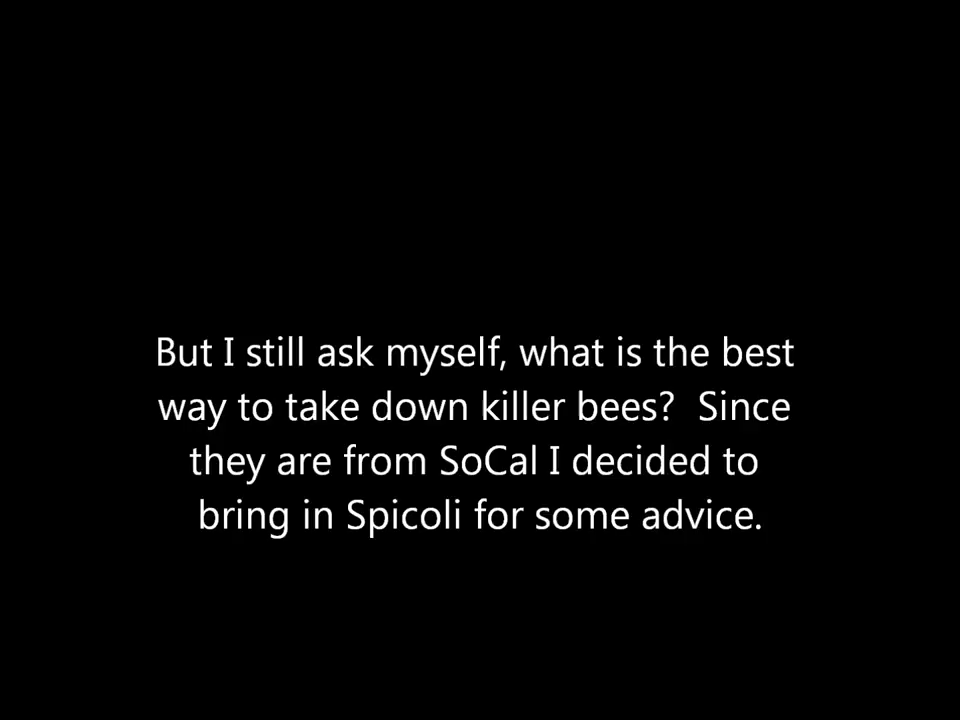 But I still ask myself, what is the best
way to take down killer bees?  Since
they are from SoCal I decided to
bring in Spicoli for some advice.